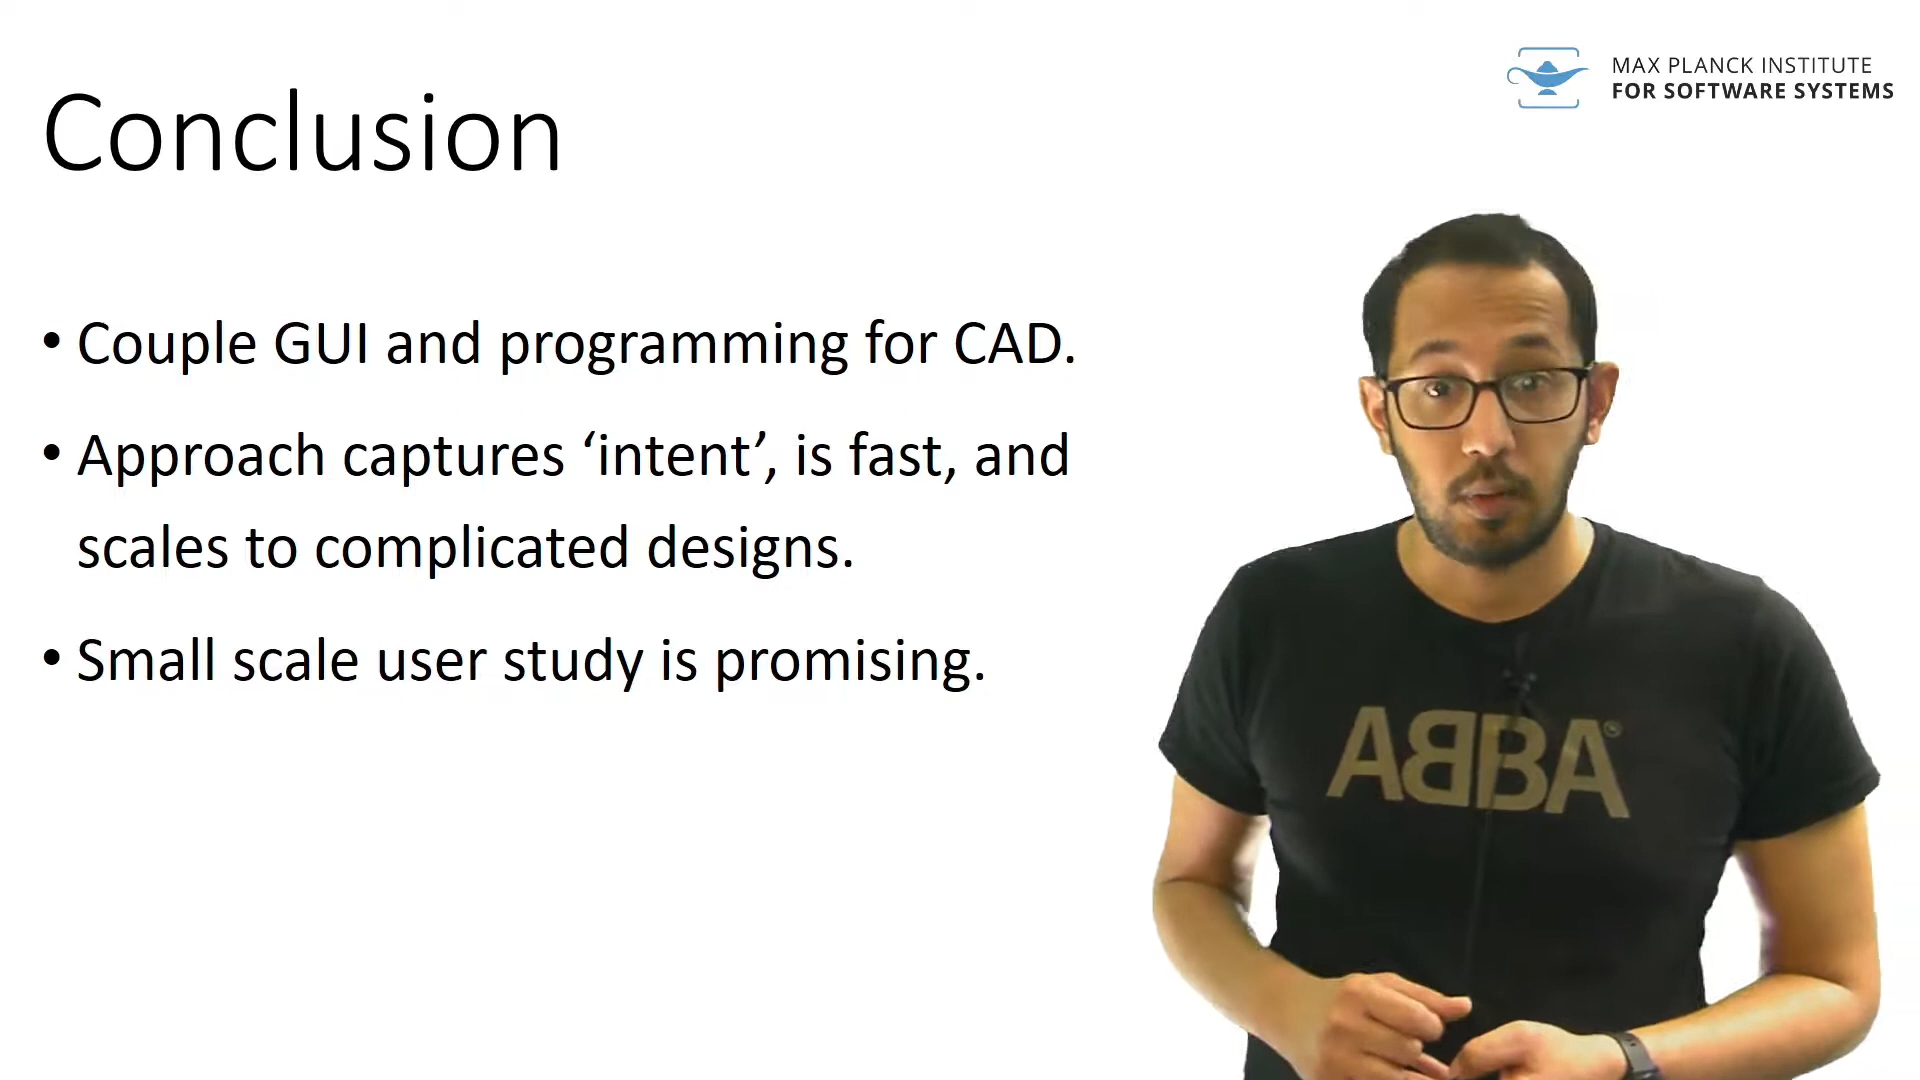 MAX PLANCK INSTITUTE
FOR SOFTWARE SYSTEMS
Conclusion
• Couple GUI and programming for CAD.
• Approach captures ‘intent’, is fast, and
scales to complicated designs.
• Small scale user study is promising.
ABBA®